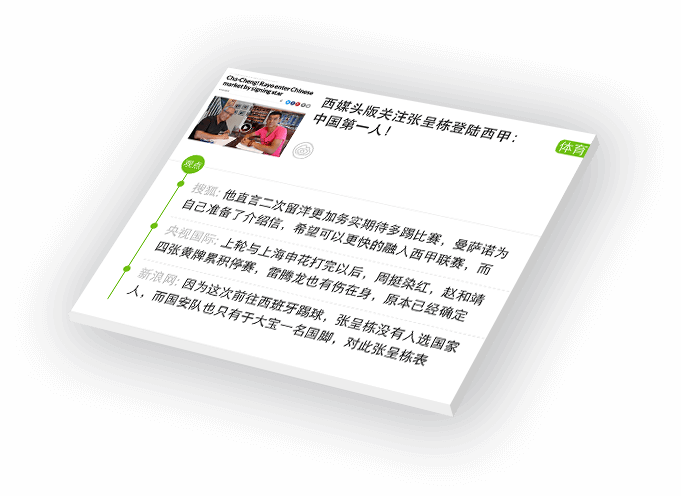 Cha-Cheng! Rayo enter Chinese
market by signing star
西媒头版关注张呈栋登陆西甲：
中国第一人！
体育
观点
搜狐: 他直言二次留洋更加务实期待多踢比赛，曼萨诺为
自己准备了介绍信，希望可以更快的融入西甲联赛，而
央视国际: 上轮与上海申花打完以后，周挺染红，赵和靖
四张黄牌累积停赛，雷腾龙也有伤在身，原本已经确定
新浪网: 因为这次前往西班牙踢球，张呈栋没有入选国家
人，而国安队也只有于大宝一名国脚，对此张呈栋表